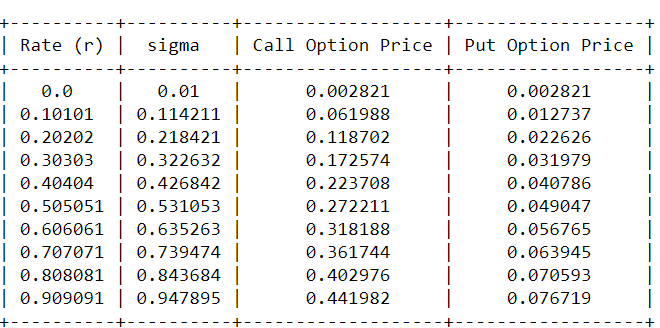 +----------+----------+-------------------+------------------+
| Rate (r) |  sigma   | Call Option Price | Put Option Price |
+----------+----------+-------------------+------------------+
|   0.0    |   0.01   |      0.002821     |     0.002821     |
| 0.10101  | 0.114211 |      0.061988     |     0.012737     |
| 0.20202  | 0.218421 |      0.118702     |     0.022626     |
| 0.30303  | 0.322632 |      0.172574     |     0.031979     |
| 0.40404  | 0.426842 |      0.223708     |     0.040786     |
| 0.505051 | 0.531053 |      0.272211     |     0.049047     |
| 0.606061 | 0.635263 |      0.318188     |     0.056765     |
| 0.707071 | 0.739474 |      0.361744     |     0.063945     |
| 0.808081 | 0.843684 |      0.402976     |     0.070593     |
| 0.909091 | 0.947895 |      0.441982     |     0.076719     |
+----------+----------+-------------------+------------------+